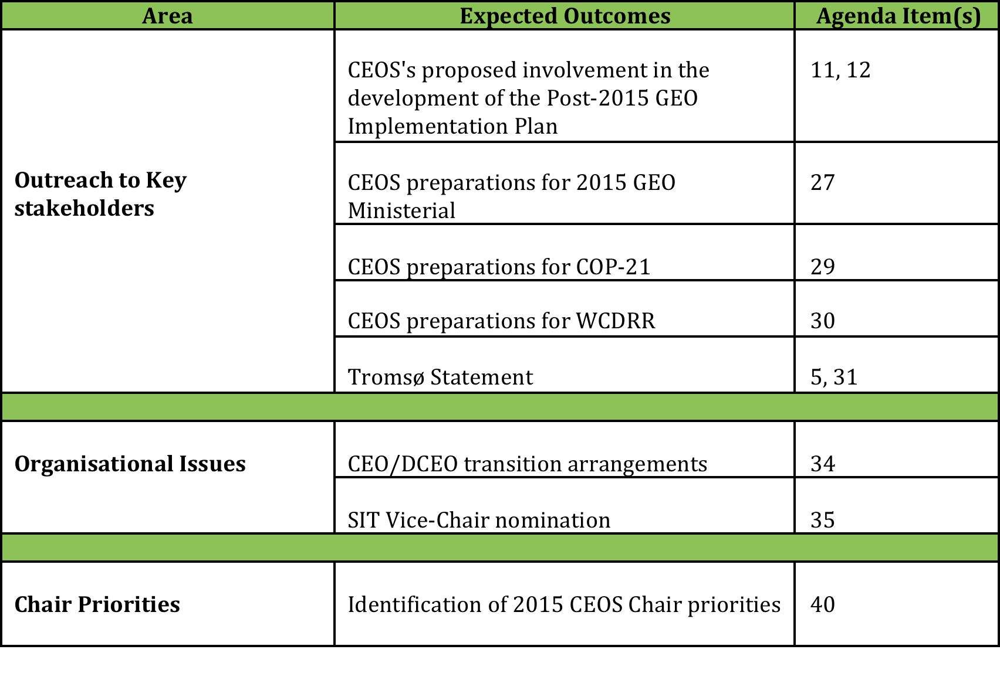 Area Expected Outcomes Agenda Item(s)
CEOS's proposed involvement in the 11, 12
development of the Post-2015 GEO
Implementation Plan
Outreach to Key
stakeholders
CEOS preparations for 2015 GEO 27
Ministerial
CEOS preparations for COP-21 29
CEOS preparations for WCDRR 30
Tromsø Statement 5, 31
Organisational Issues CEO/DCEO transition arrangements 34
SIT Vice-Chair nomination 35
Chair Priorities Identification of 2015 CEOS Chair priorities 40